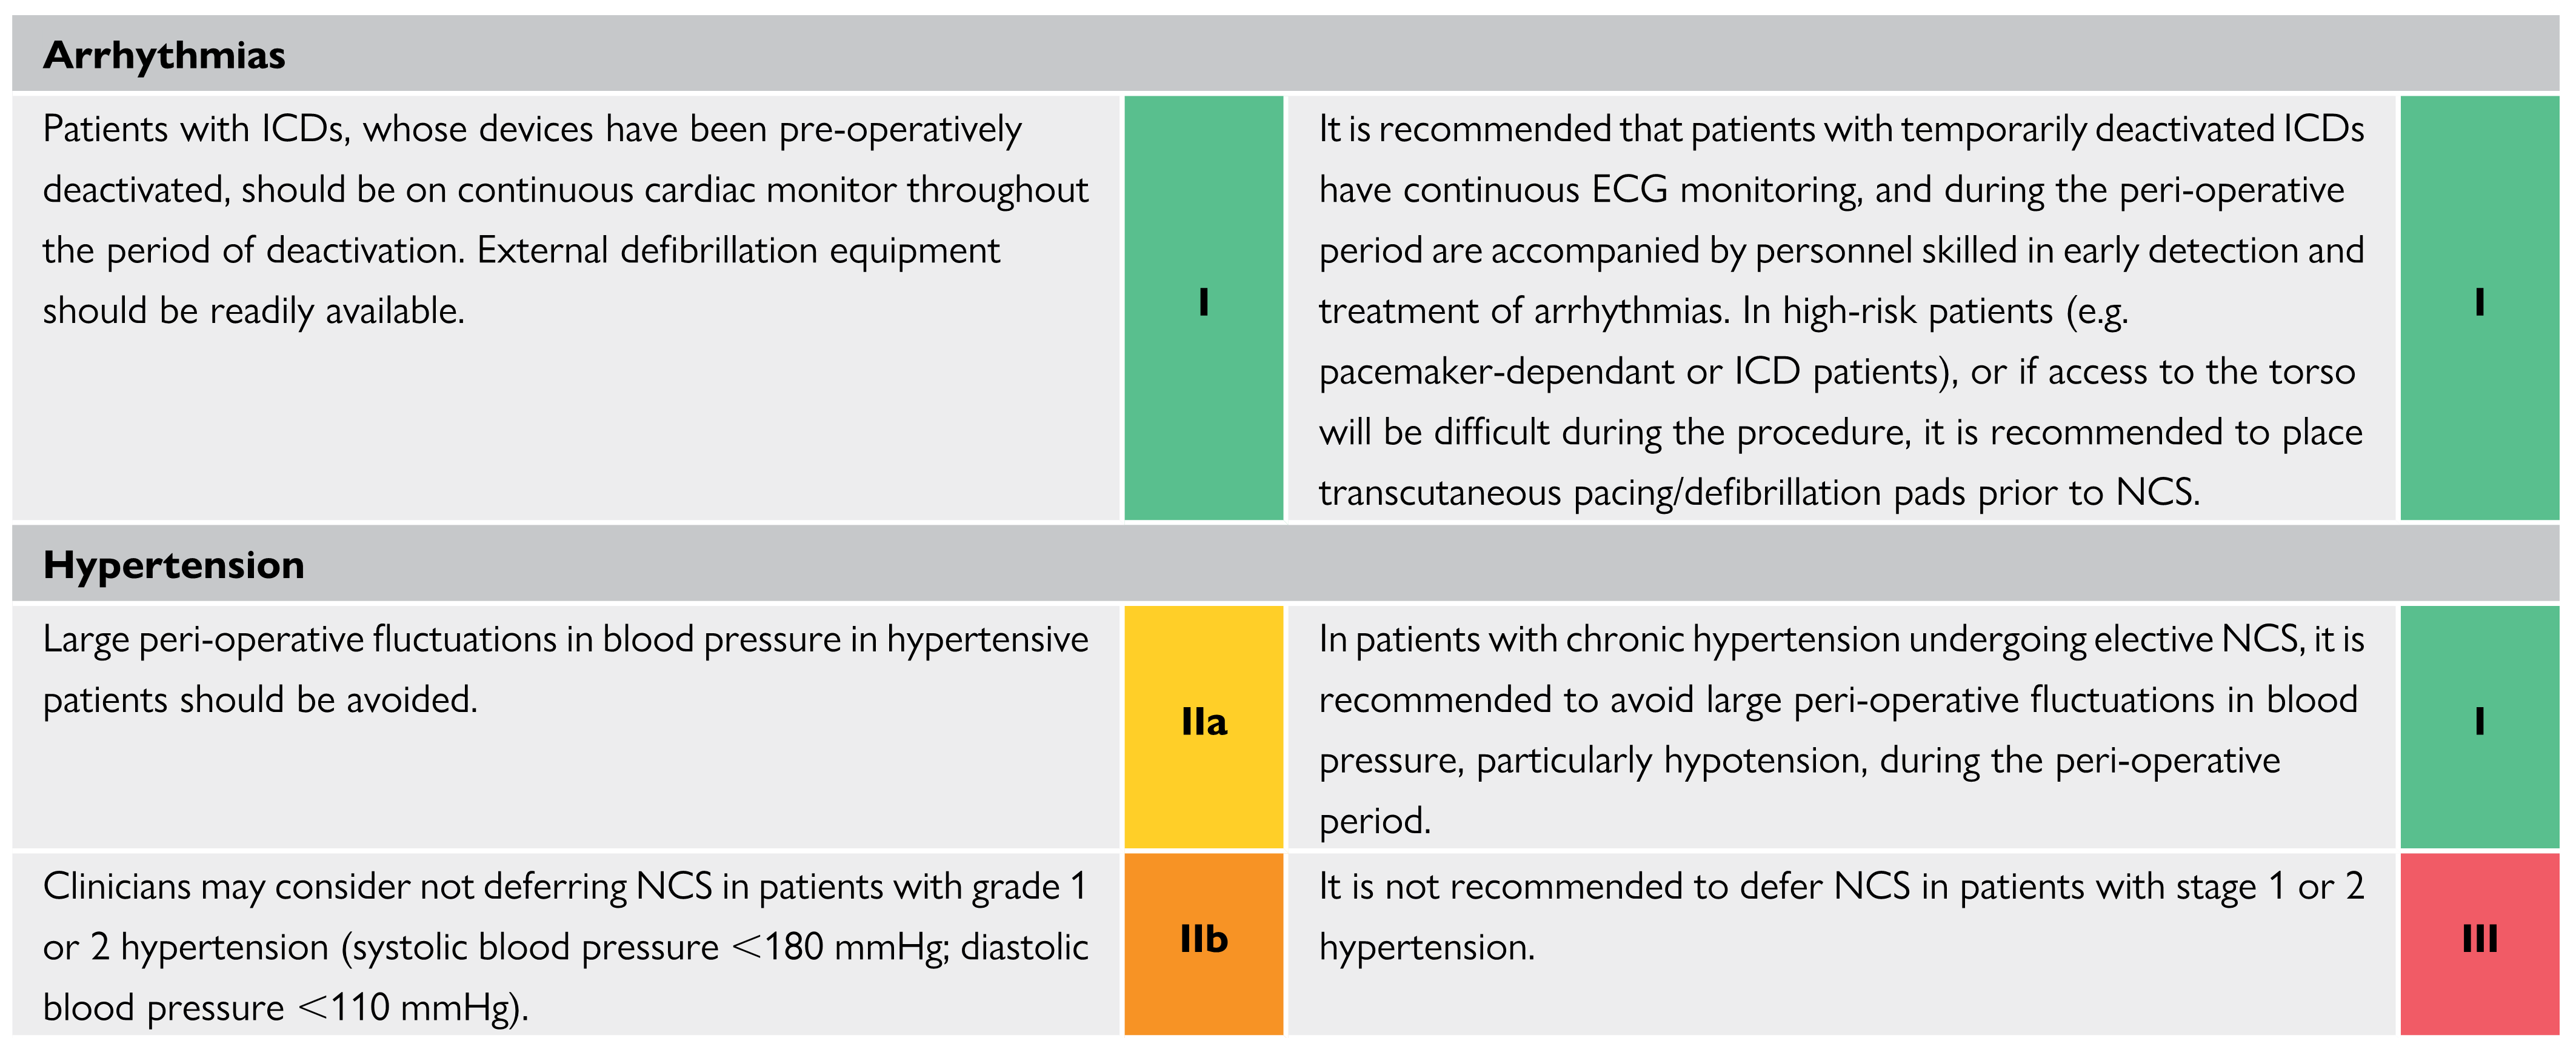 Arrhythmias
Patients with ICDs, whose devices have been pre-operatively
deactivated, should be on continuous cardiac monitor throughout
the period of deactivation. External defibrillation equipment
should be readily available.
I
It is recommended that patients with temporarily deactivated ICDs
have continuous ECG monitoring, and during the peri-operative
period are accompanied by personnel skilled in early detection and
treatment of arrhythmias. In high-risk patients (e.g.
pacemaker-dependant or ICD patients), or if access to the torso
will be difficult during the procedure, it is recommended to place
transcutaneous pacing/defibrillation pads prior to NCS.
I
Hypertension
Large peri-operative fluctuations in blood pressure in hypertensive
patients should be avoided.
IIa
In patients with chronic hypertension undergoing elective NCS, it is
recommended to avoid large peri-operative fluctuations in blood
pressure, particularly hypotension, during the peri-operative
period.
I
Clinicians may consider not deferring NCS in patients with grade 1
or 2 hypertension (systolic blood pressure <180 mmHg; diastolic
blood pressure <110 mmHg).
IIb
It is not recommended to defer NCS in patients with stage 1 or 2
hypertension.
III